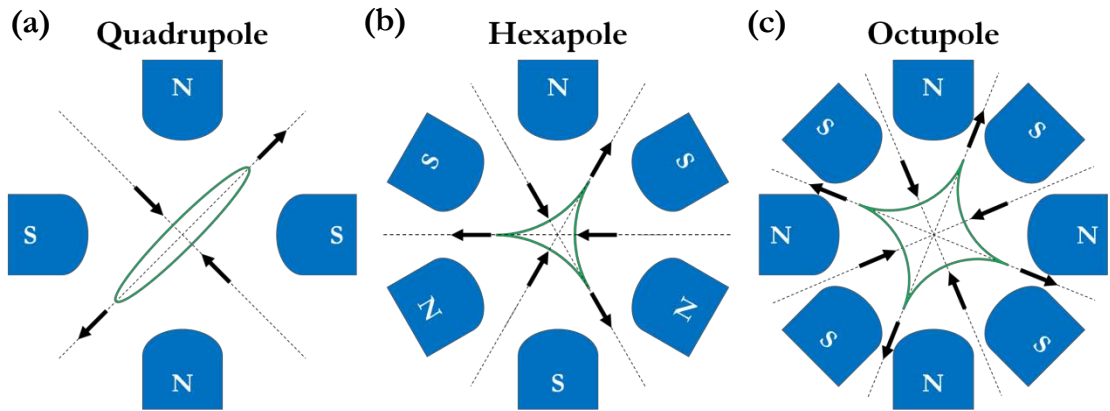 (a) Quadrupole
N
S S
N
(b) Hexapole
N
S S
N N
S
(c) Octupole
N
S S
N N
S S
N